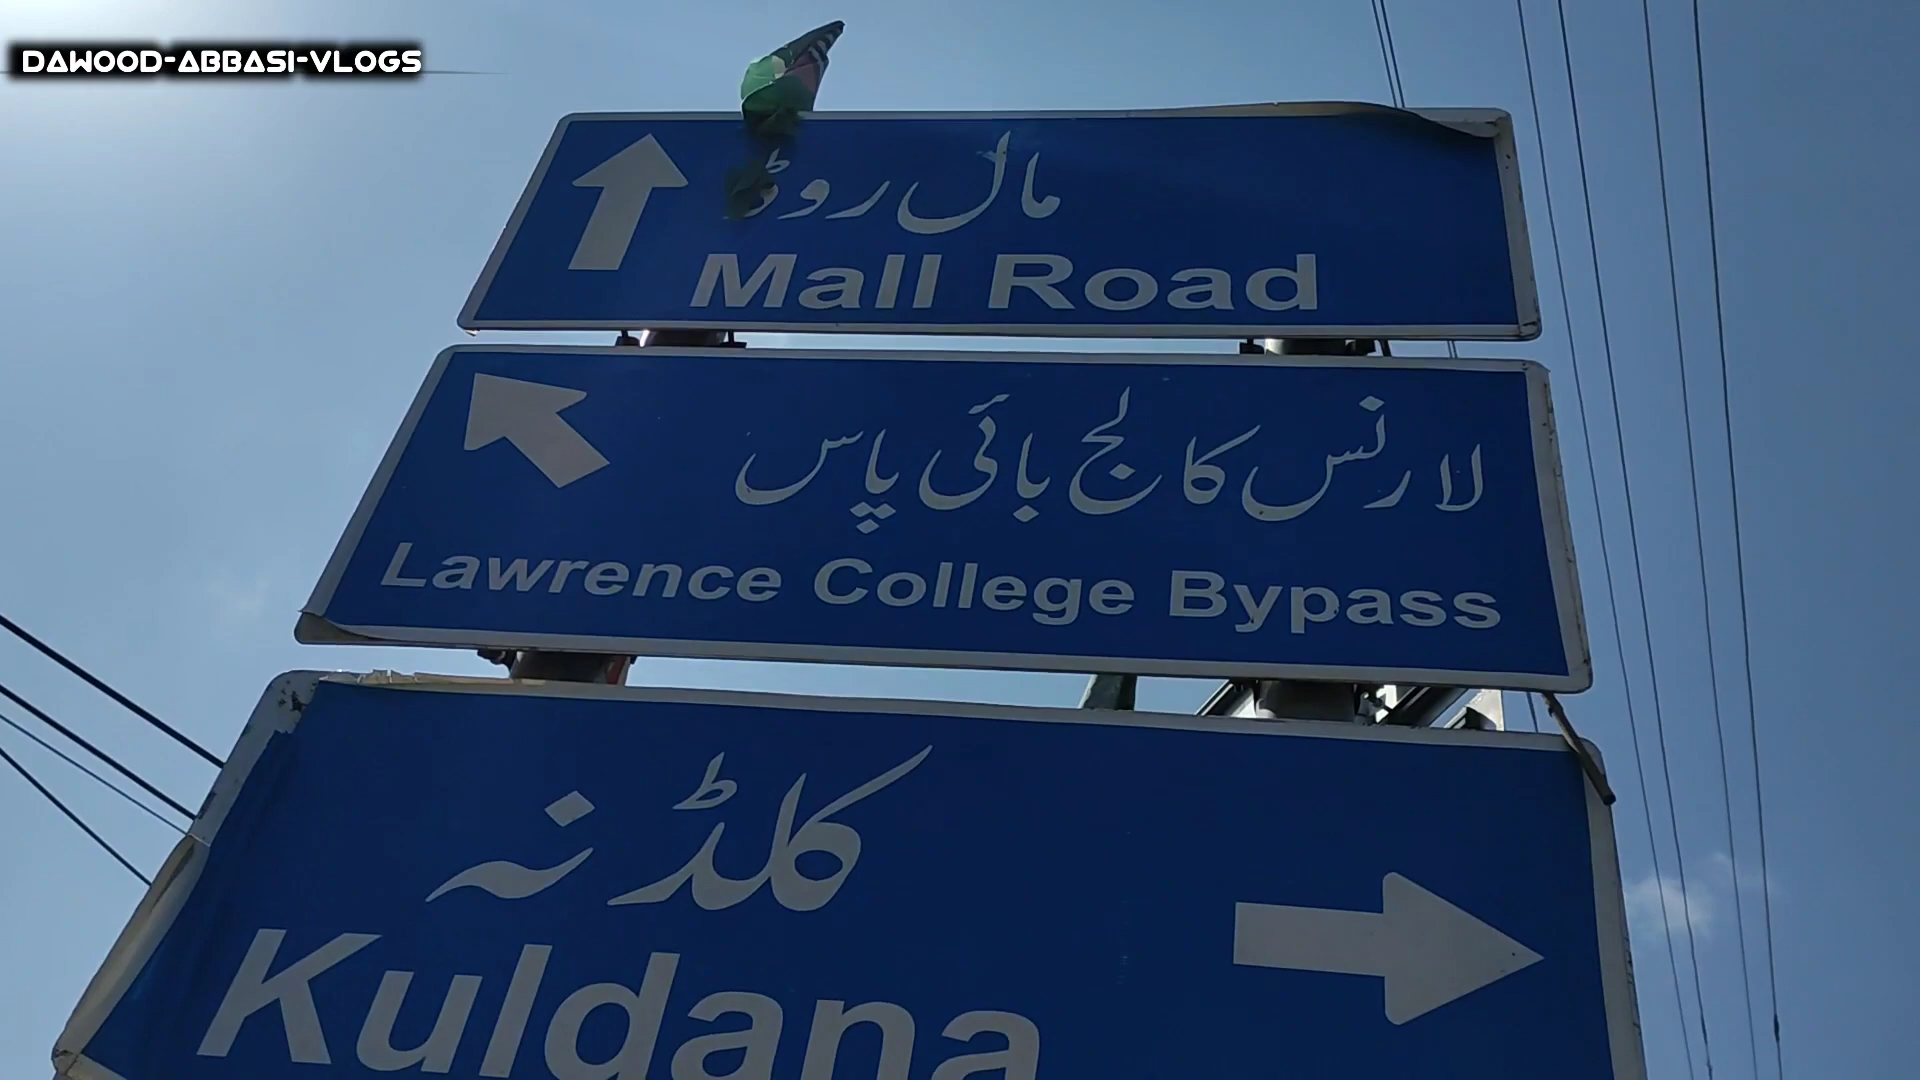 DAWOOD-ABBASI-VLOGS
مال روڈ
Mall Road
لارنس کالج بائی پاس
Lawrence College Bypass
کلڈنہ
Kuldana